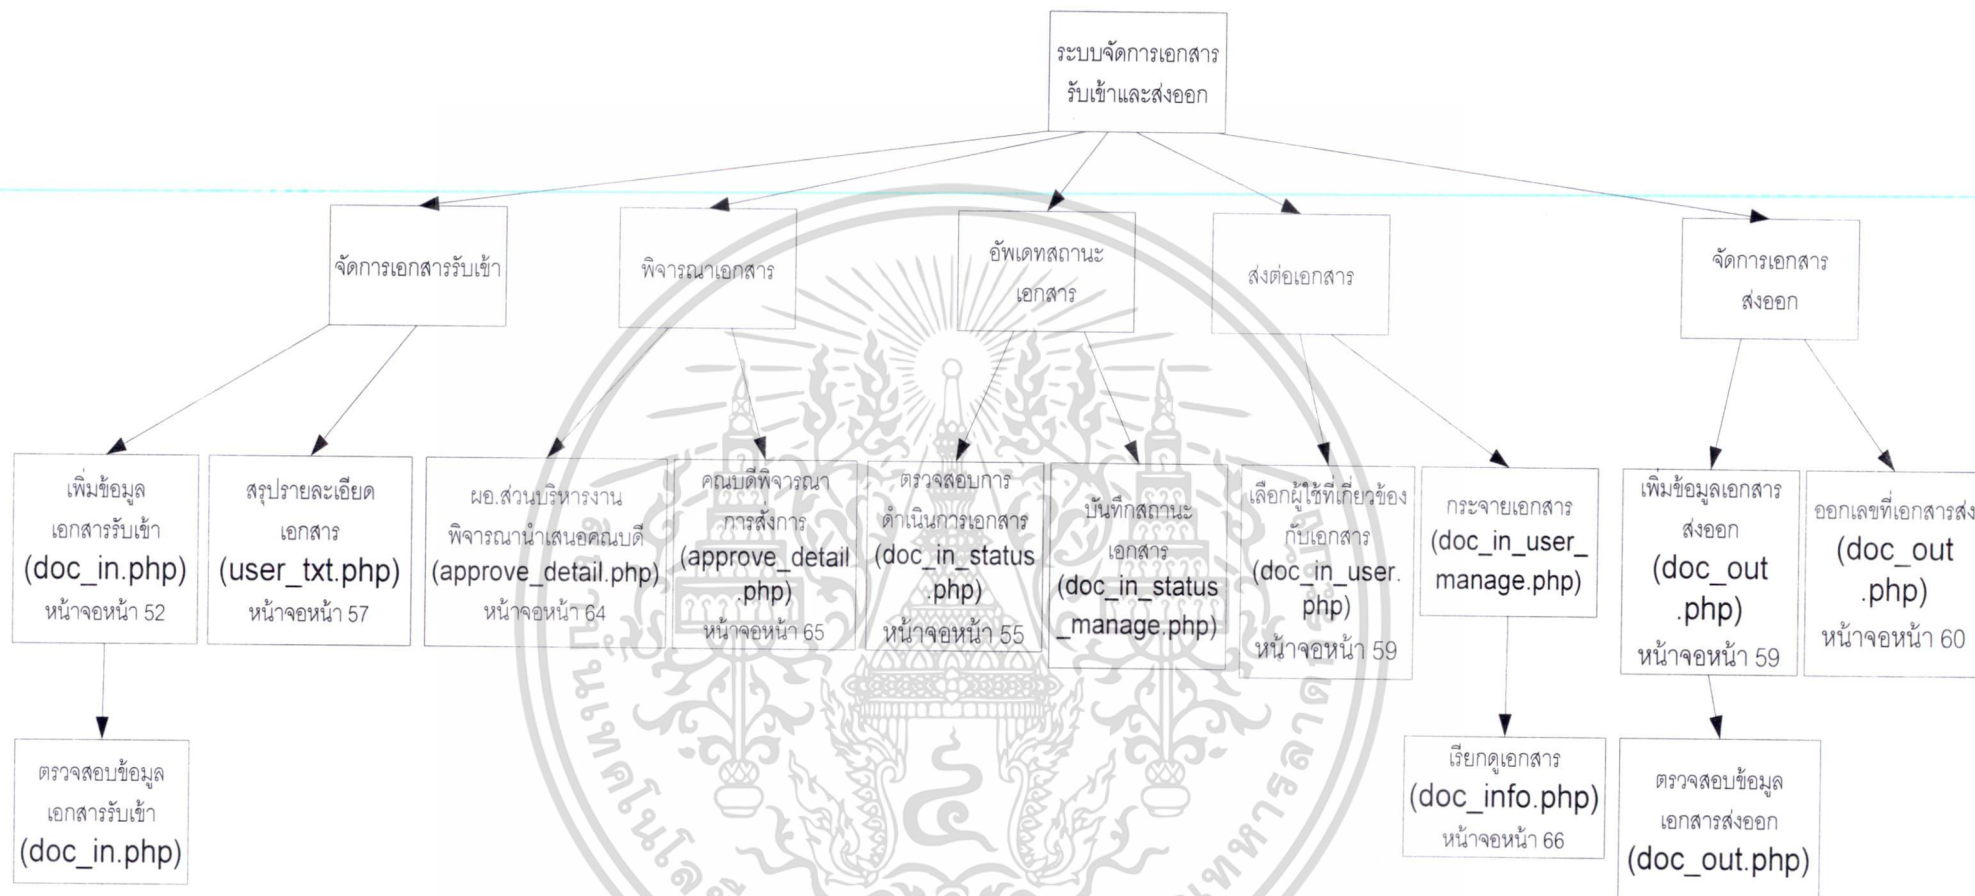 ระบบจัดการเอกสาร
รับเข้าและส่งออก
จัดการเอกสารรับเข้า
พิจารณาเอกสาร
อัพเดทสถานะ
เอกสาร
ส่งต่อเอกสาร
จัดการเอกสาร
ส่งออก
เพิ่มข้อมูล
เอกสารรับเข้า
(doc_in.php)
หน้าจอหน้า 52
สรุปรายละเอียด
เอกสาร
(user_txt.php)
หน้าจอหน้า 57
ผอ.ส่วนบริหารงาน
พิจารณานำเสนอคณบดี
(approve_detail.php)
หน้าจอหน้า 64
คณบดีพิจารณา
การสั่งการ
(approve_detail
.php)
หน้าจอหน้า 65
ตรวจสอบการ
ดำเนินการเอกสาร
(doc_in_status
.php)
หน้าจอหน้า 55
บันทึกสถานะ
เอกสาร
(doc_in_status
_manage.php)
เลือกผู้ใช้ที่เกี่ยวข้อง
กับเอกสาร
(doc_in_user.
php)
หน้าจอหน้า 59
กระจายเอกสาร
(doc_in_user_
manage.php)
เพิ่มข้อมูลเอกสาร
ส่งออก
(doc_out
.php)
หน้าจอหน้า 59
ออกเลขที่เอกสารส่ง
(doc_out
.php)
หน้าจอหน้า 60
ตรวจสอบข้อมูล
เอกสารรับเข้า
(doc_in.php)
เรียกดูเอกสาร
(doc_info.php)
หน้าจอหน้า 66
ตรวจสอบข้อมูล
เอกสารส่งออก
(doc_out.php)